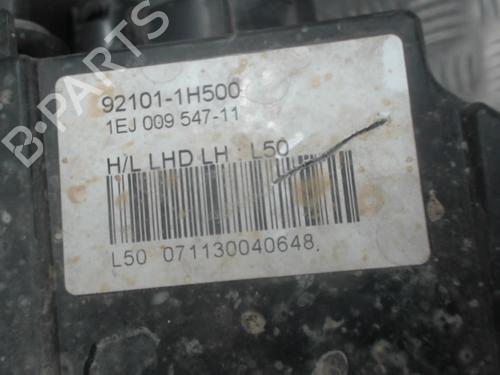 B-PARTS
92101-1H500
1EJ 009 547-11
H/L LHD LH L50
L50 071130040648.